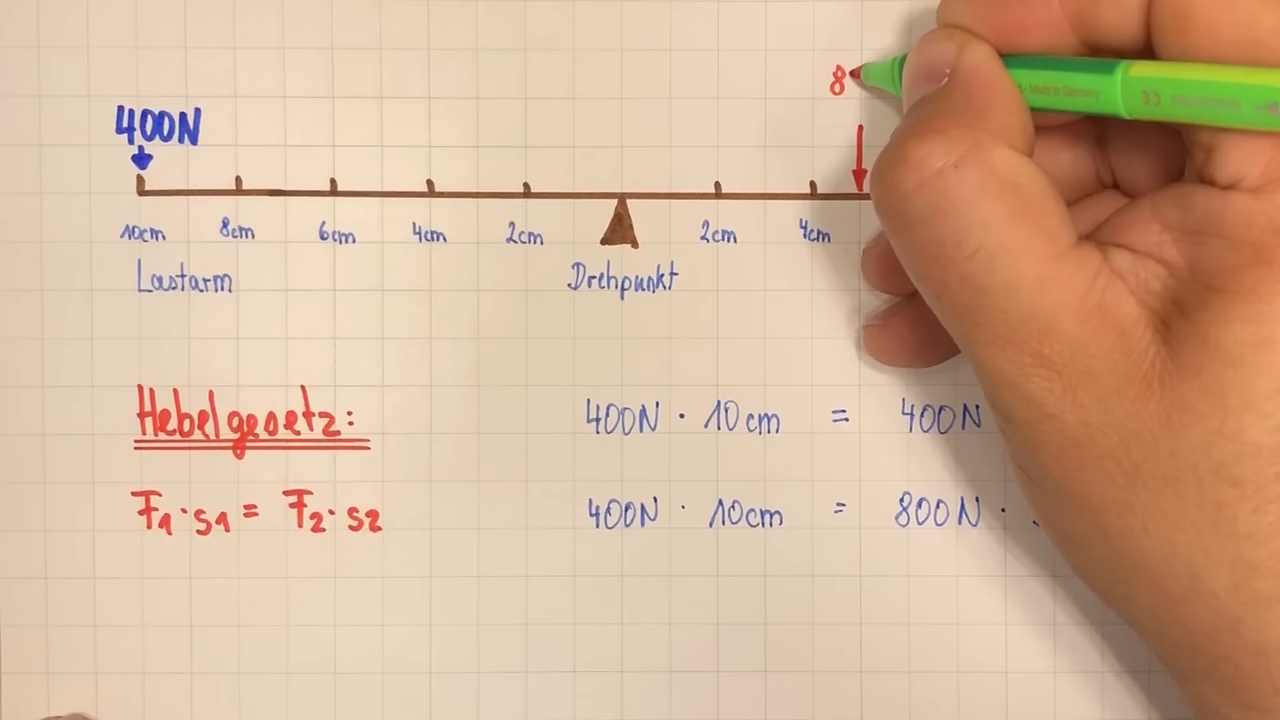 8
400N
10cm 8cm 6cm 4cm 2cm 2cm 4cm
Lastarm Drehpunkt
Hebelgesetz:
400N · 10cm = 400N
F1·s1 = F2·s2
400N · 10cm = 800N ·